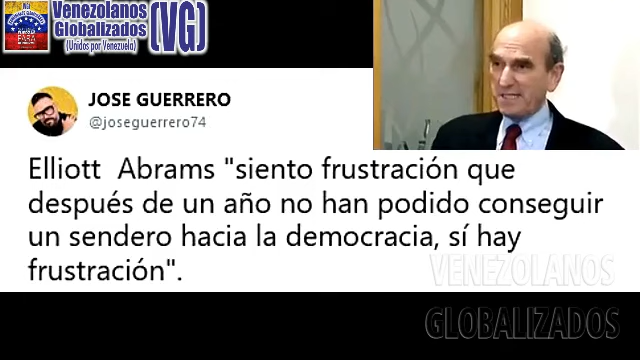 Venezolanos
Globalizados
(Unidos por Venezuela)
(VG)
JOSE GUERRERO
@joseguerrero74
Elliott Abrams "siento frustración que
después de un año no han podido conseguir
un sendero hacia la democracia, sí hay
frustración".
VENEZOLANOS
GLOBALIZADOS